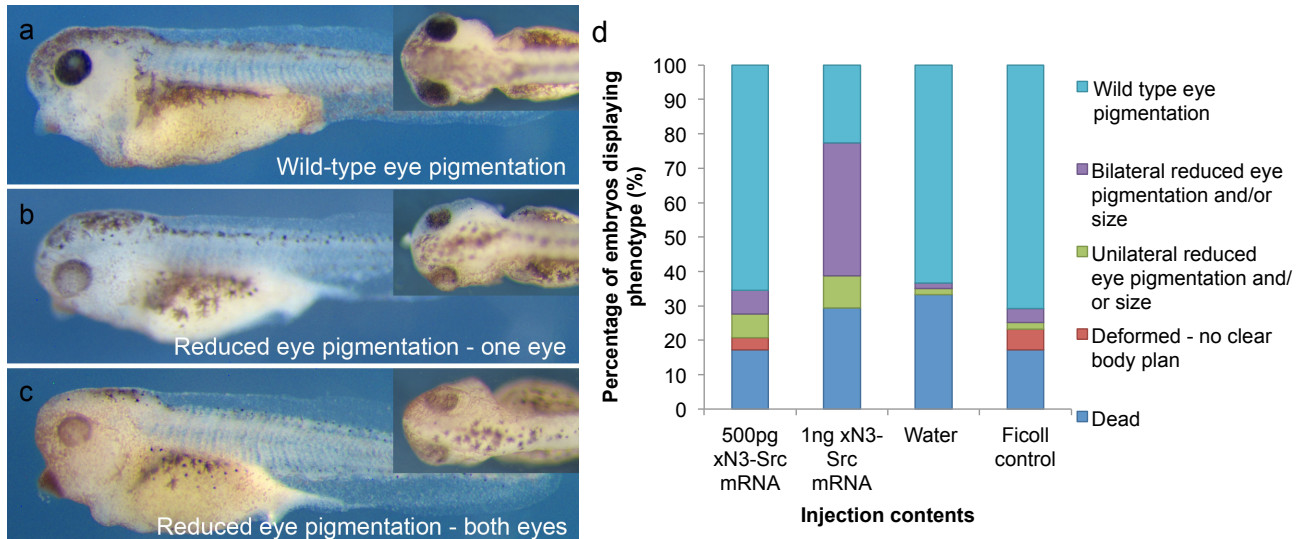 a
Wild-type eye pigmentation
b
Reduced eye pigmentation - one eye
c
Reduced eye pigmentation - both eyes
d
Percentage of embryos displaying
phenotype (%)
100
90
80
70
60
50
40
30
20
10
0
500pg
xN3-Src
mRNA
1ng xN3-
Src
mRNA
Water
Ficoll
control
Injection contents
Wild type eye
pigmentation
Bilateral reduced eye
pigmentation and/or
size
Unilateral reduced
eye pigmentation and/
or size
Deformed - no clear
body plan
Dead